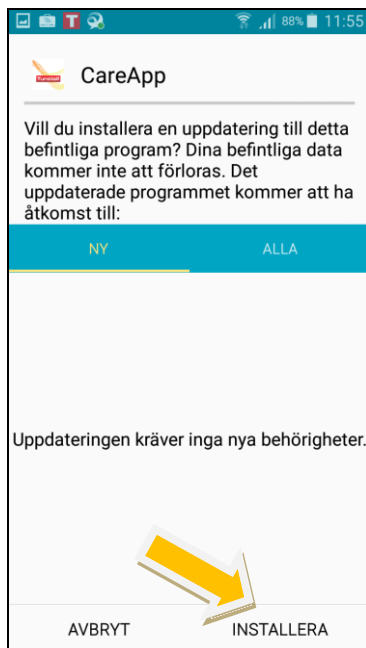 T 88% 11:55
Tunstall CareApp
Vill du installera en uppdatering till detta
befintliga program? Dina befintliga data
kommer inte att förloras. Det
uppdaterade programmet kommer att ha
åtkomst till:
NY ALLA
Uppdateringen kräver inga nya behörigheter.
AVBRYT INSTALLERA